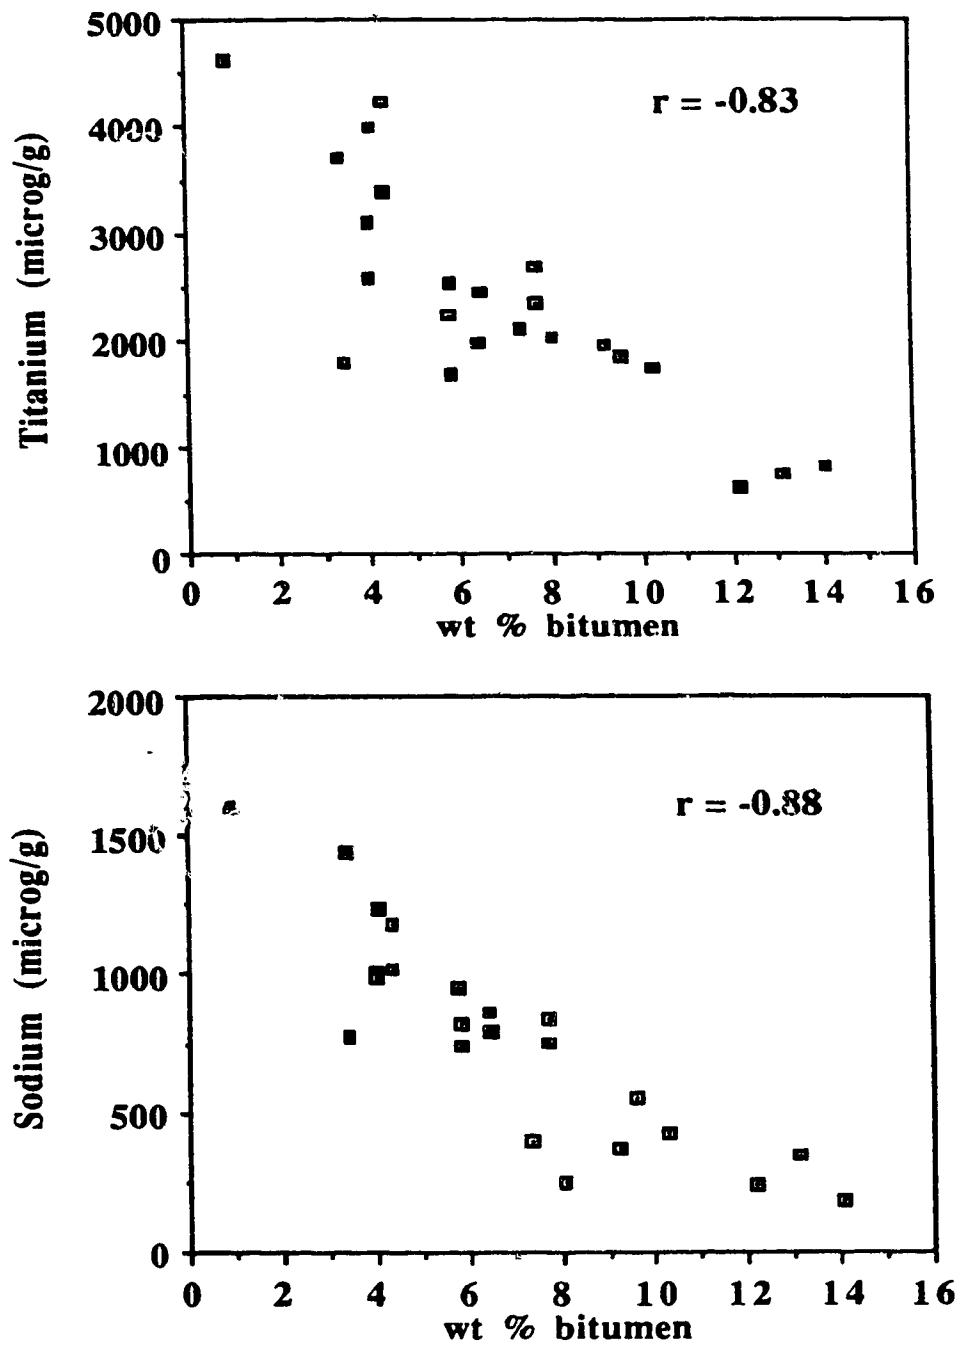 5000
4000
3000
2000
1000
0
Titanium (microg/g)
r = -0.83
0 2 4 6 8 10 12 14 16
wt % bitumen
2000
1500
1000
500
0
Sodium (microg/g)
r = -0.88
0 2 4 6 8 10 12 14 16
wt % bitumen